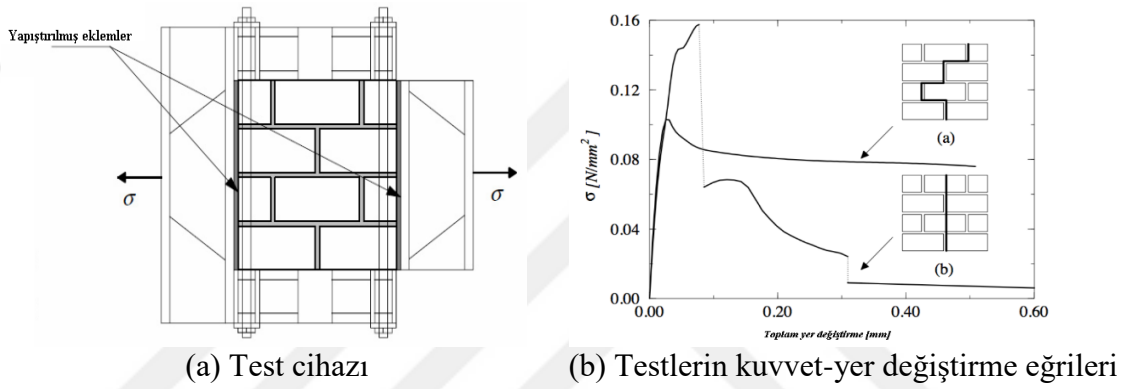 Yapıştırılmış eklemler
σ
σ
0.16
0.12
0.08
0.04
0.00
σ [N/mm²]
(a)
(b)
0.00 0.20 0.40 0.60
Toplam yer değiştirme [mm]
(a) Test cihazı
(b) Testlerin kuvvet-yer değiştirme eğrileri